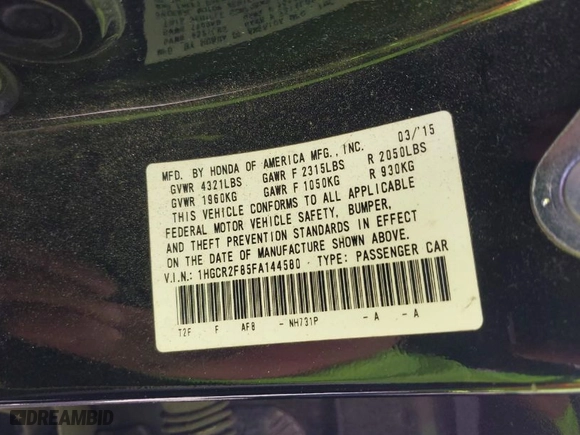 MFD. BY HONDA OF AMERICA MFG., INC. 03/'15
GVWR 4321LBS GAWR F 2315LBS R 2050LBS
GVWR 1960KG GAWR F 1050KG R 930KG
THIS VEHICLE CONFORMS TO ALL APPLICABLE
FEDERAL MOTOR VEHICLE SAFETY, BUMPER,
AND THEFT PREVENTION STANDARDS IN EFFECT
ON THE DATE OF MANUFACTURE SHOWN ABOVE.
V.I.N.: 1HGCR2F85FA144580 - TYPE: PASSENGER CAR
T2F F AF8 - NH731P - A - A
DREAMBID